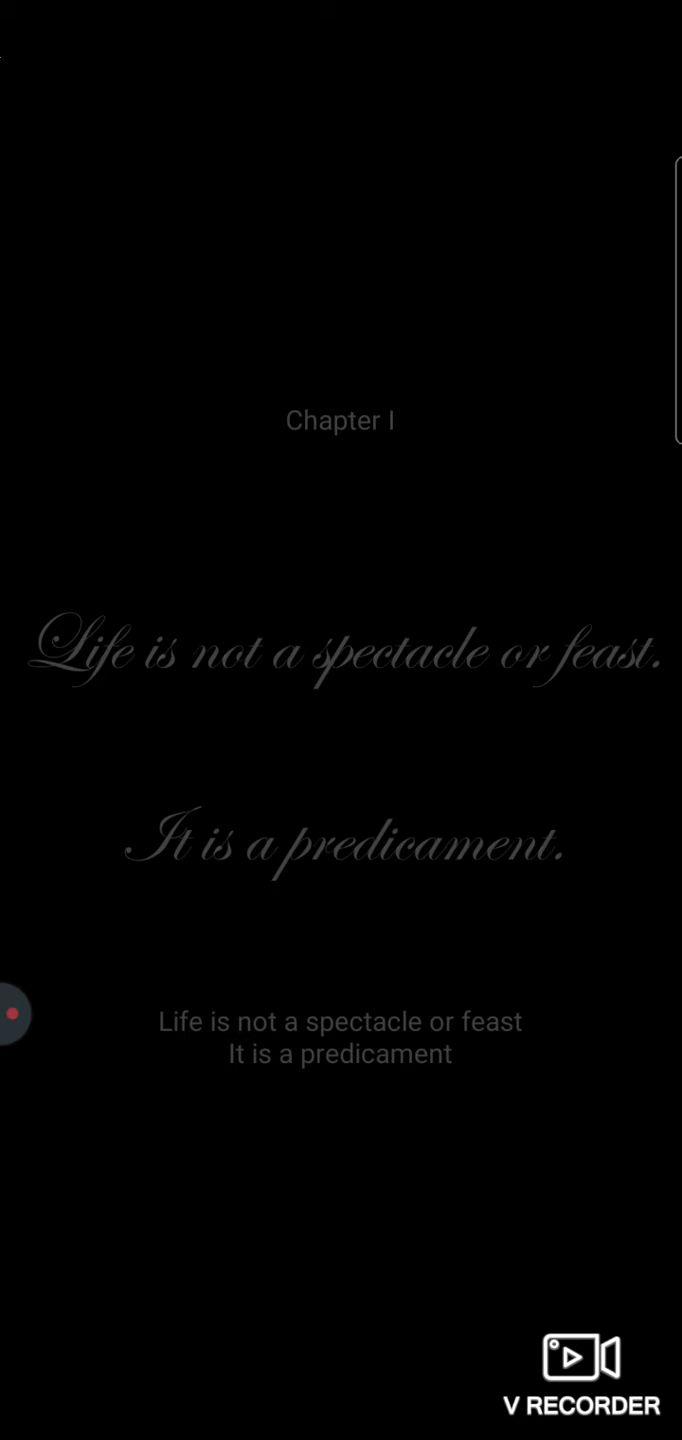 Chapter I
Life is not a spectacle or feast.
It is a predicament.
Life is not a spectacle or feast
It is a predicament
V RECORDER